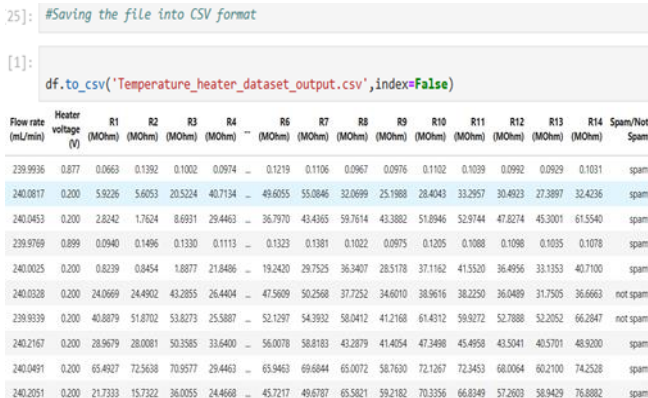 25]: #Saving the file into CSV format
[1]:
df.to_csv('Temperature_heater_dataset_output.csv',index=False)
Flow rate (mL/min) Heater voltage (V) R1 (MOhm) R2 (MOhm) R3 (MOhm) R4 (MOhm) ... R6 (MOhm) R7 (MOhm) R8 (MOhm) R9 (MOhm) R10 (MOhm) R11 (MOhm) R12 (MOhm) R13 (MOhm) R14 (MOhm) Spam/Not Spam
239.9936 0.877 0.0663 0.1392 0.1002 0.0974 ... 0.1219 0.1106 0.0967 0.0976 0.1102 0.1039 0.0992 0.0929 0.1031 spam
240.0817 0.200 5.9226 5.6053 20.5224 40.7134 ... 49.6055 55.0846 32.0699 25.1988 28.4043 33.2957 30.4923 27.3897 32.4236 spam
240.0453 0.200 2.8242 1.7624 8.6931 29.4463 ... 36.7970 43.4365 59.7614 43.3882 51.8946 52.9744 47.8274 45.3001 61.5540 spam
239.9769 0.899 0.0940 0.1496 0.1330 0.1113 ... 0.1323 0.1381 0.1022 0.0975 0.1205 0.1088 0.1098 0.1035 0.1078 spam
240.0025 0.200 0.8239 0.8454 1.8877 21.8486 ... 19.2420 29.7525 36.3407 28.5178 37.1162 41.5520 36.4956 33.1353 40.7100 spam
240.0328 0.200 24.0669 24.4902 43.2855 26.4404 ... 47.5609 50.2568 37.7252 34.6010 38.9616 38.2250 36.0489 31.7505 36.6663 not spam
239.9339 0.200 40.8879 51.8702 53.8273 25.5887 ... 52.1297 54.3932 58.0412 41.2168 61.4312 59.9272 52.7888 52.2052 66.2847 not spam
240.2167 0.200 28.9679 28.0081 50.3585 33.6400 ... 56.0078 58.8183 43.2879 41.4054 47.3498 45.4958 43.5041 40.5701 48.9200 spam
240.0491 0.200 65.4927 72.5638 70.9577 29.4463 ... 65.9463 69.6844 65.0072 58.7630 72.1267 72.3453 68.0064 60.2100 74.2528 spam
240.2051 0.200 21.7333 15.7322 36.0055 24.4668 ... 45.7217 49.6787 65.5821 59.2182 70.3356 66.8349 57.2603 58.9429 76.8882 spam